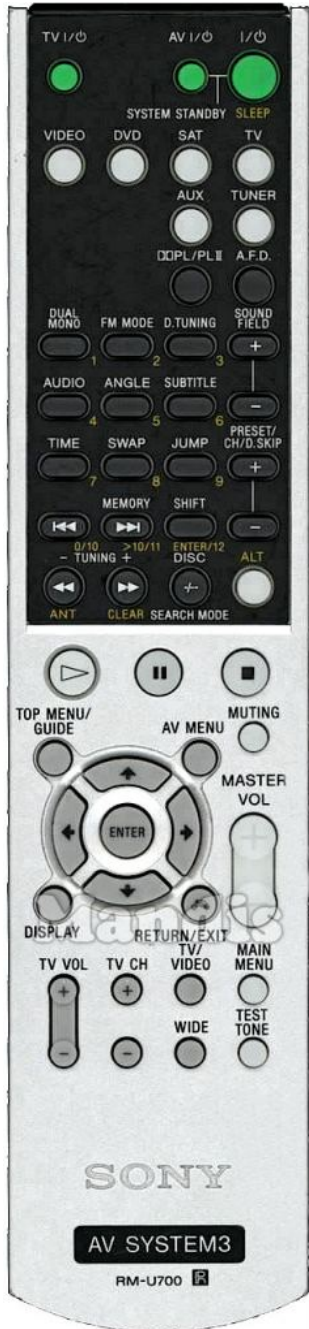 TV I/⏻ AV I/⏻ I/⏻
SYSTEM STANDBY SLEEP
VIDEO DVD SAT TV
AUX TUNER
DDPL/PLII A.F.D.
DUAL MONO FM MODE D.TUNING SOUND FIELD
1 2 3 +
AUDIO ANGLE SUBTITLE
4 5 6 -
TIME SWAP JUMP PRESET/ CH/D.SKIP
7 8 9 +
MEMORY SHIFT
0/10 >10/11 ENTER/12 -
- TUNING + DISC ALT
-/--
ANT CLEAR SEARCH MODE
TOP MENU/ GUIDE AV MENU MUTING
MASTER VOL
ENTER
+
-
DISPLAY RETURN/EXIT
Mandis
TV VOL TV CH TV/ VIDEO MAIN MENU
+ +
WIDE TEST TONE
- -
SONY
AV SYSTEM3
RM-U700 R